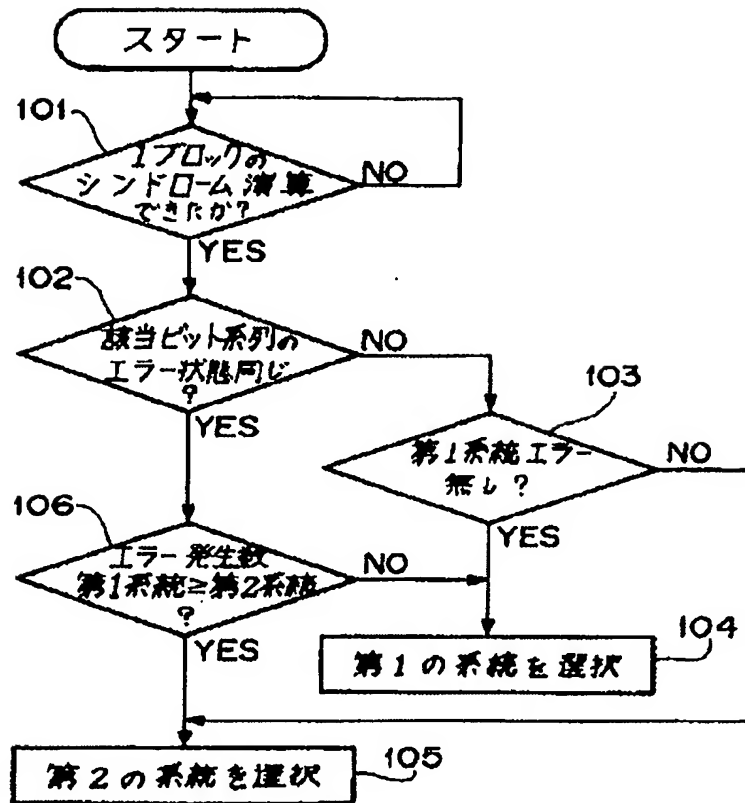 スタート
101
1ブロックの
シンドローム演算
できたか?
NO
YES
102
該当ビット系列の
エラー状態同じ
?
NO
YES
103
第1系統エラー
無し?
NO
YES
106
エラー発生数
第1系統≥第2系統
?
NO
YES
104
第1の系統を選択
第2の系統を選択
105